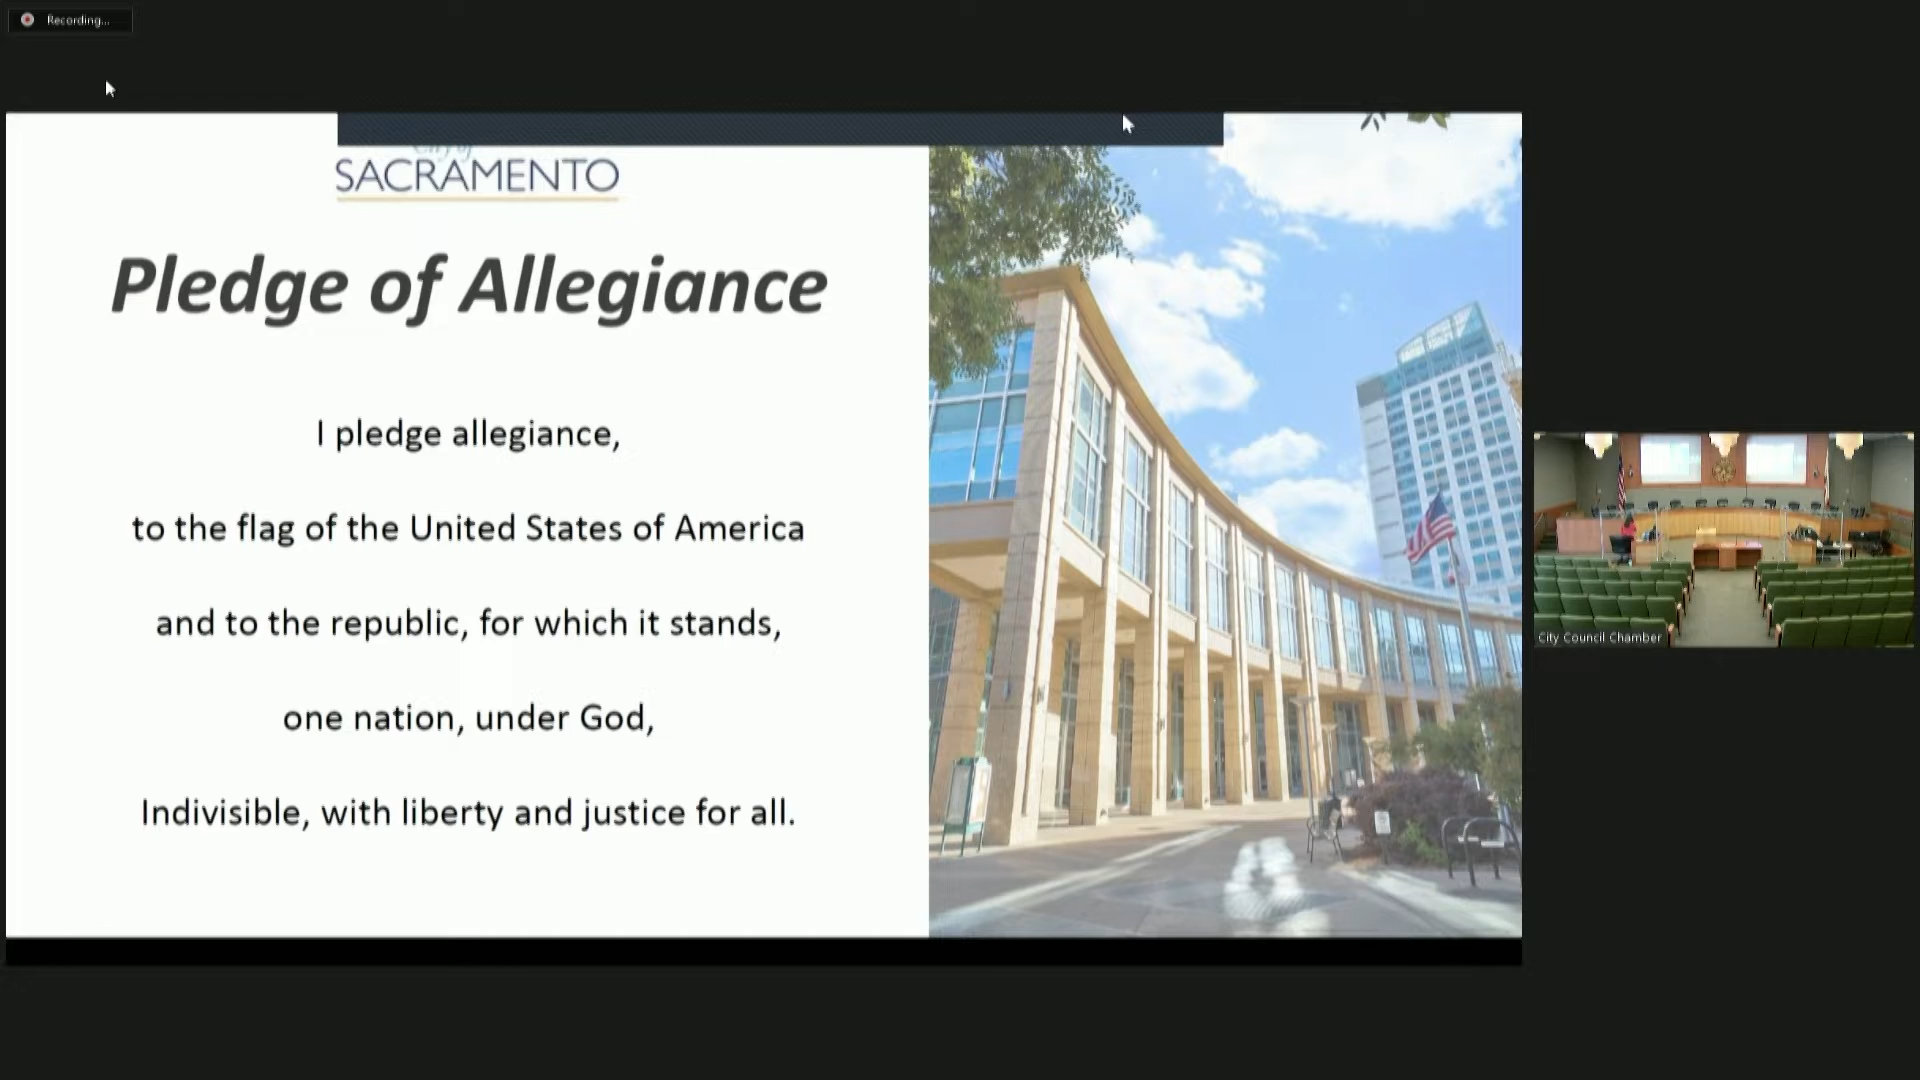 Recording...
City of
SACRAMENTO
Pledge of Allegiance
I pledge allegiance,
to the flag of the United States of America
and to the republic, for which it stands,
one nation, under God,
Indivisible, with liberty and justice for all.
City Council Chamber